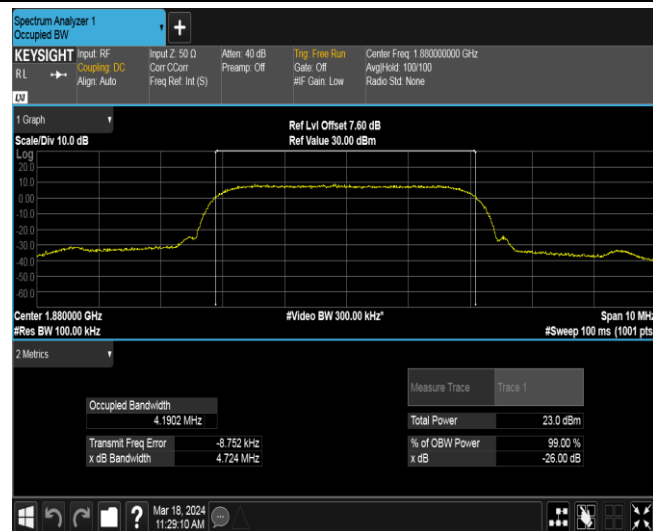 Spectrum Analyzer 1
Occupied BW
+
KEYSIGHT Input: RF Input Z: 50 Ω Atten: 40 dB Trig: Free Run Center Freq: 1.880000000 GHz
RL Coupling: DC Corr CCorr Preamp: Off Gate: Off Avg|Hold: 100/100
Align: Auto Freq Ref: Int (S) #IF Gain: Low Radio Std: None
LXI
1 Graph Ref Lvl Offset 7.60 dB
Scale/Div 10.0 dB Ref Value 30.00 dBm
Log
20.0
10.0
0.00
-10.0
-20.0
-30.0
-40.0
-50.0
-60.0
Center 1.880000 GHz #Video BW 300.00 kHz* Span 10 MHz
#Res BW 100.00 kHz #Sweep 100 ms (1001 pts
2 Metrics
Measure Trace Trace 1
Occupied Bandwidth
4.1902 MHz Total Power 23.0 dBm
Transmit Freq Error -8.752 kHz % of OBW Power 99.00 %
x dB Bandwidth 4.724 MHz x dB -26.00 dB
? Mar 18, 2024
11:29:10 AM